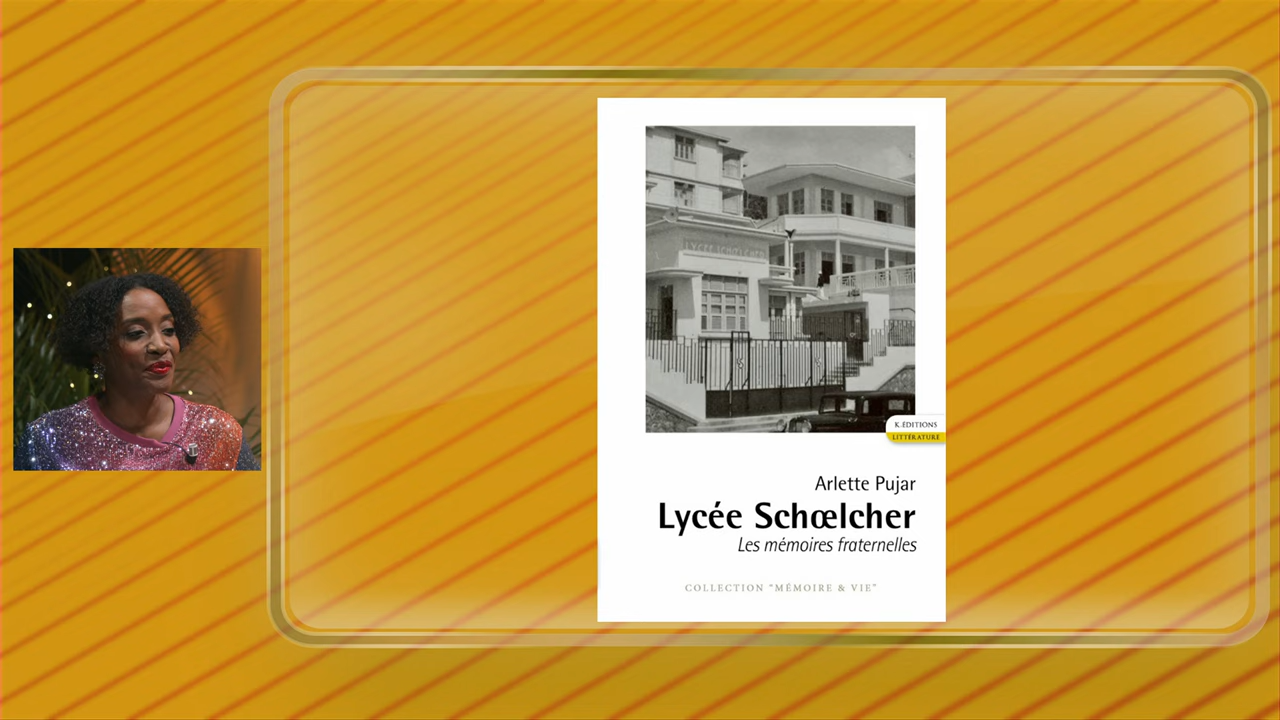 LYCÉE SCHŒLCHER
K. ÉDITIONS
LITTÉRATURE
Arlette Pujar
Lycée Schœlcher
Les mémoires fraternelles
COLLECTION “MÉMOIRE & VIE”